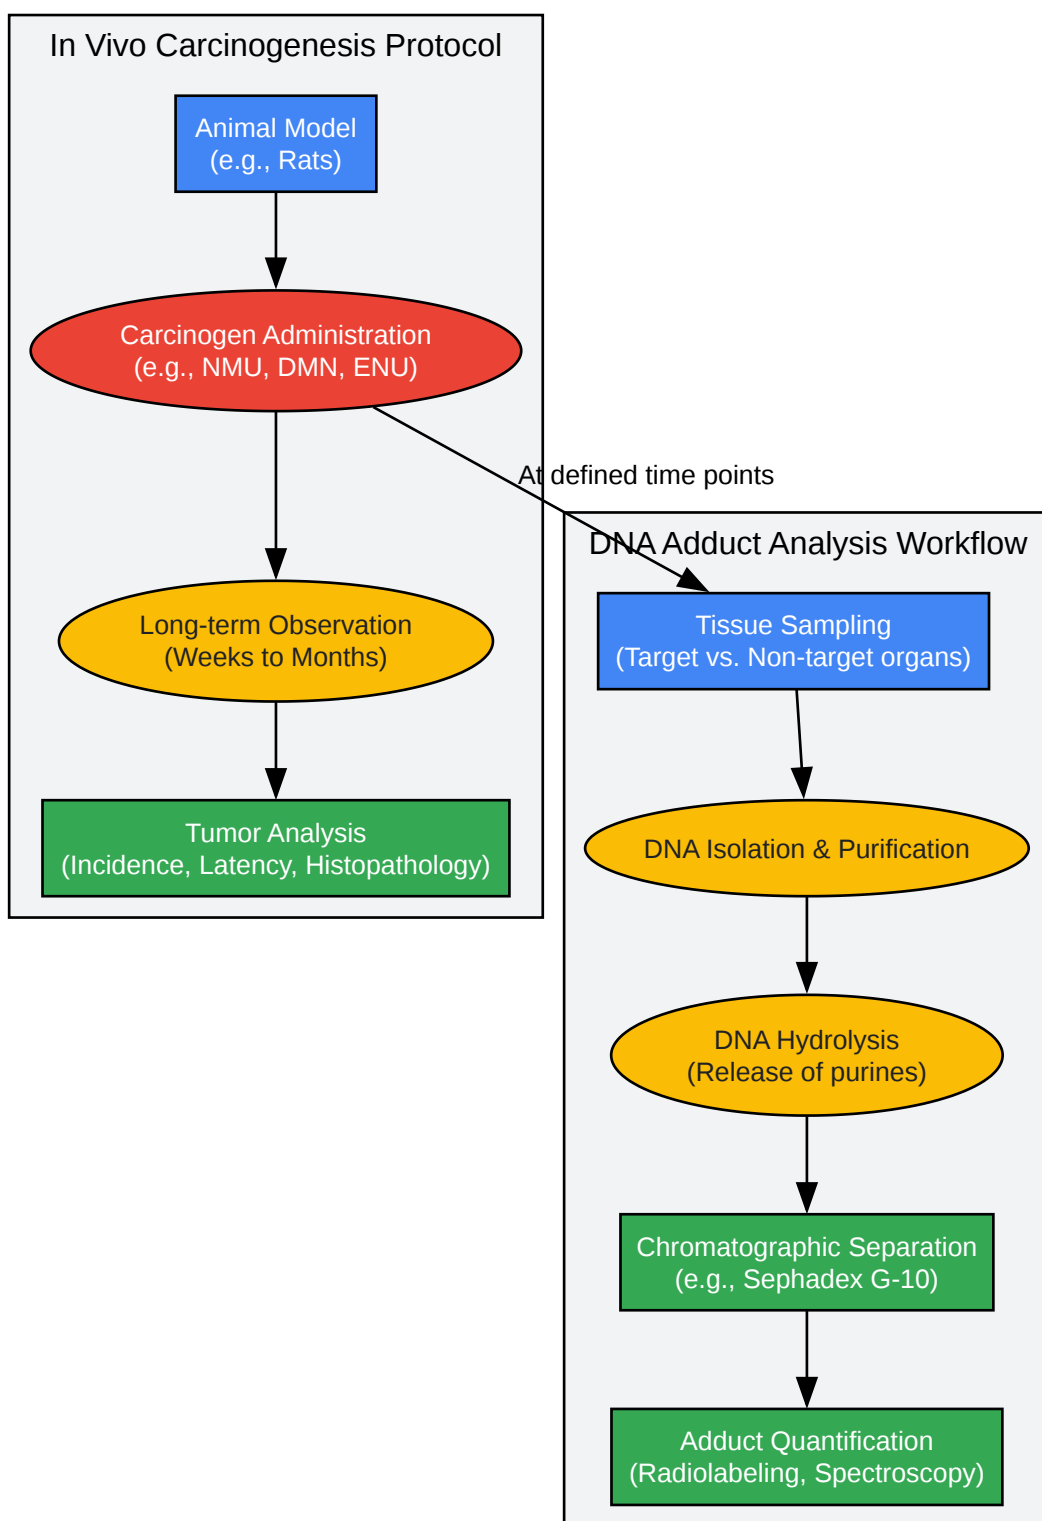 In Vivo Carcinogenesis Protocol
Animal Model
(e.g., Rats)
Carcinogen Administration
(e.g., NMU, DMN, ENU)
Long-term Observation
(Weeks to Months)
Tumor Analysis
(Incidence, Latency, Histopathology)
At defined time points
DNA Adduct Analysis Workflow
Tissue Sampling
(Target vs. Non-target organs)
DNA Isolation & Purification
DNA Hydrolysis
(Release of purines)
Chromatographic Separation
(e.g., Sephadex G-10)
Adduct Quantification
(Radiolabeling, Spectroscopy)